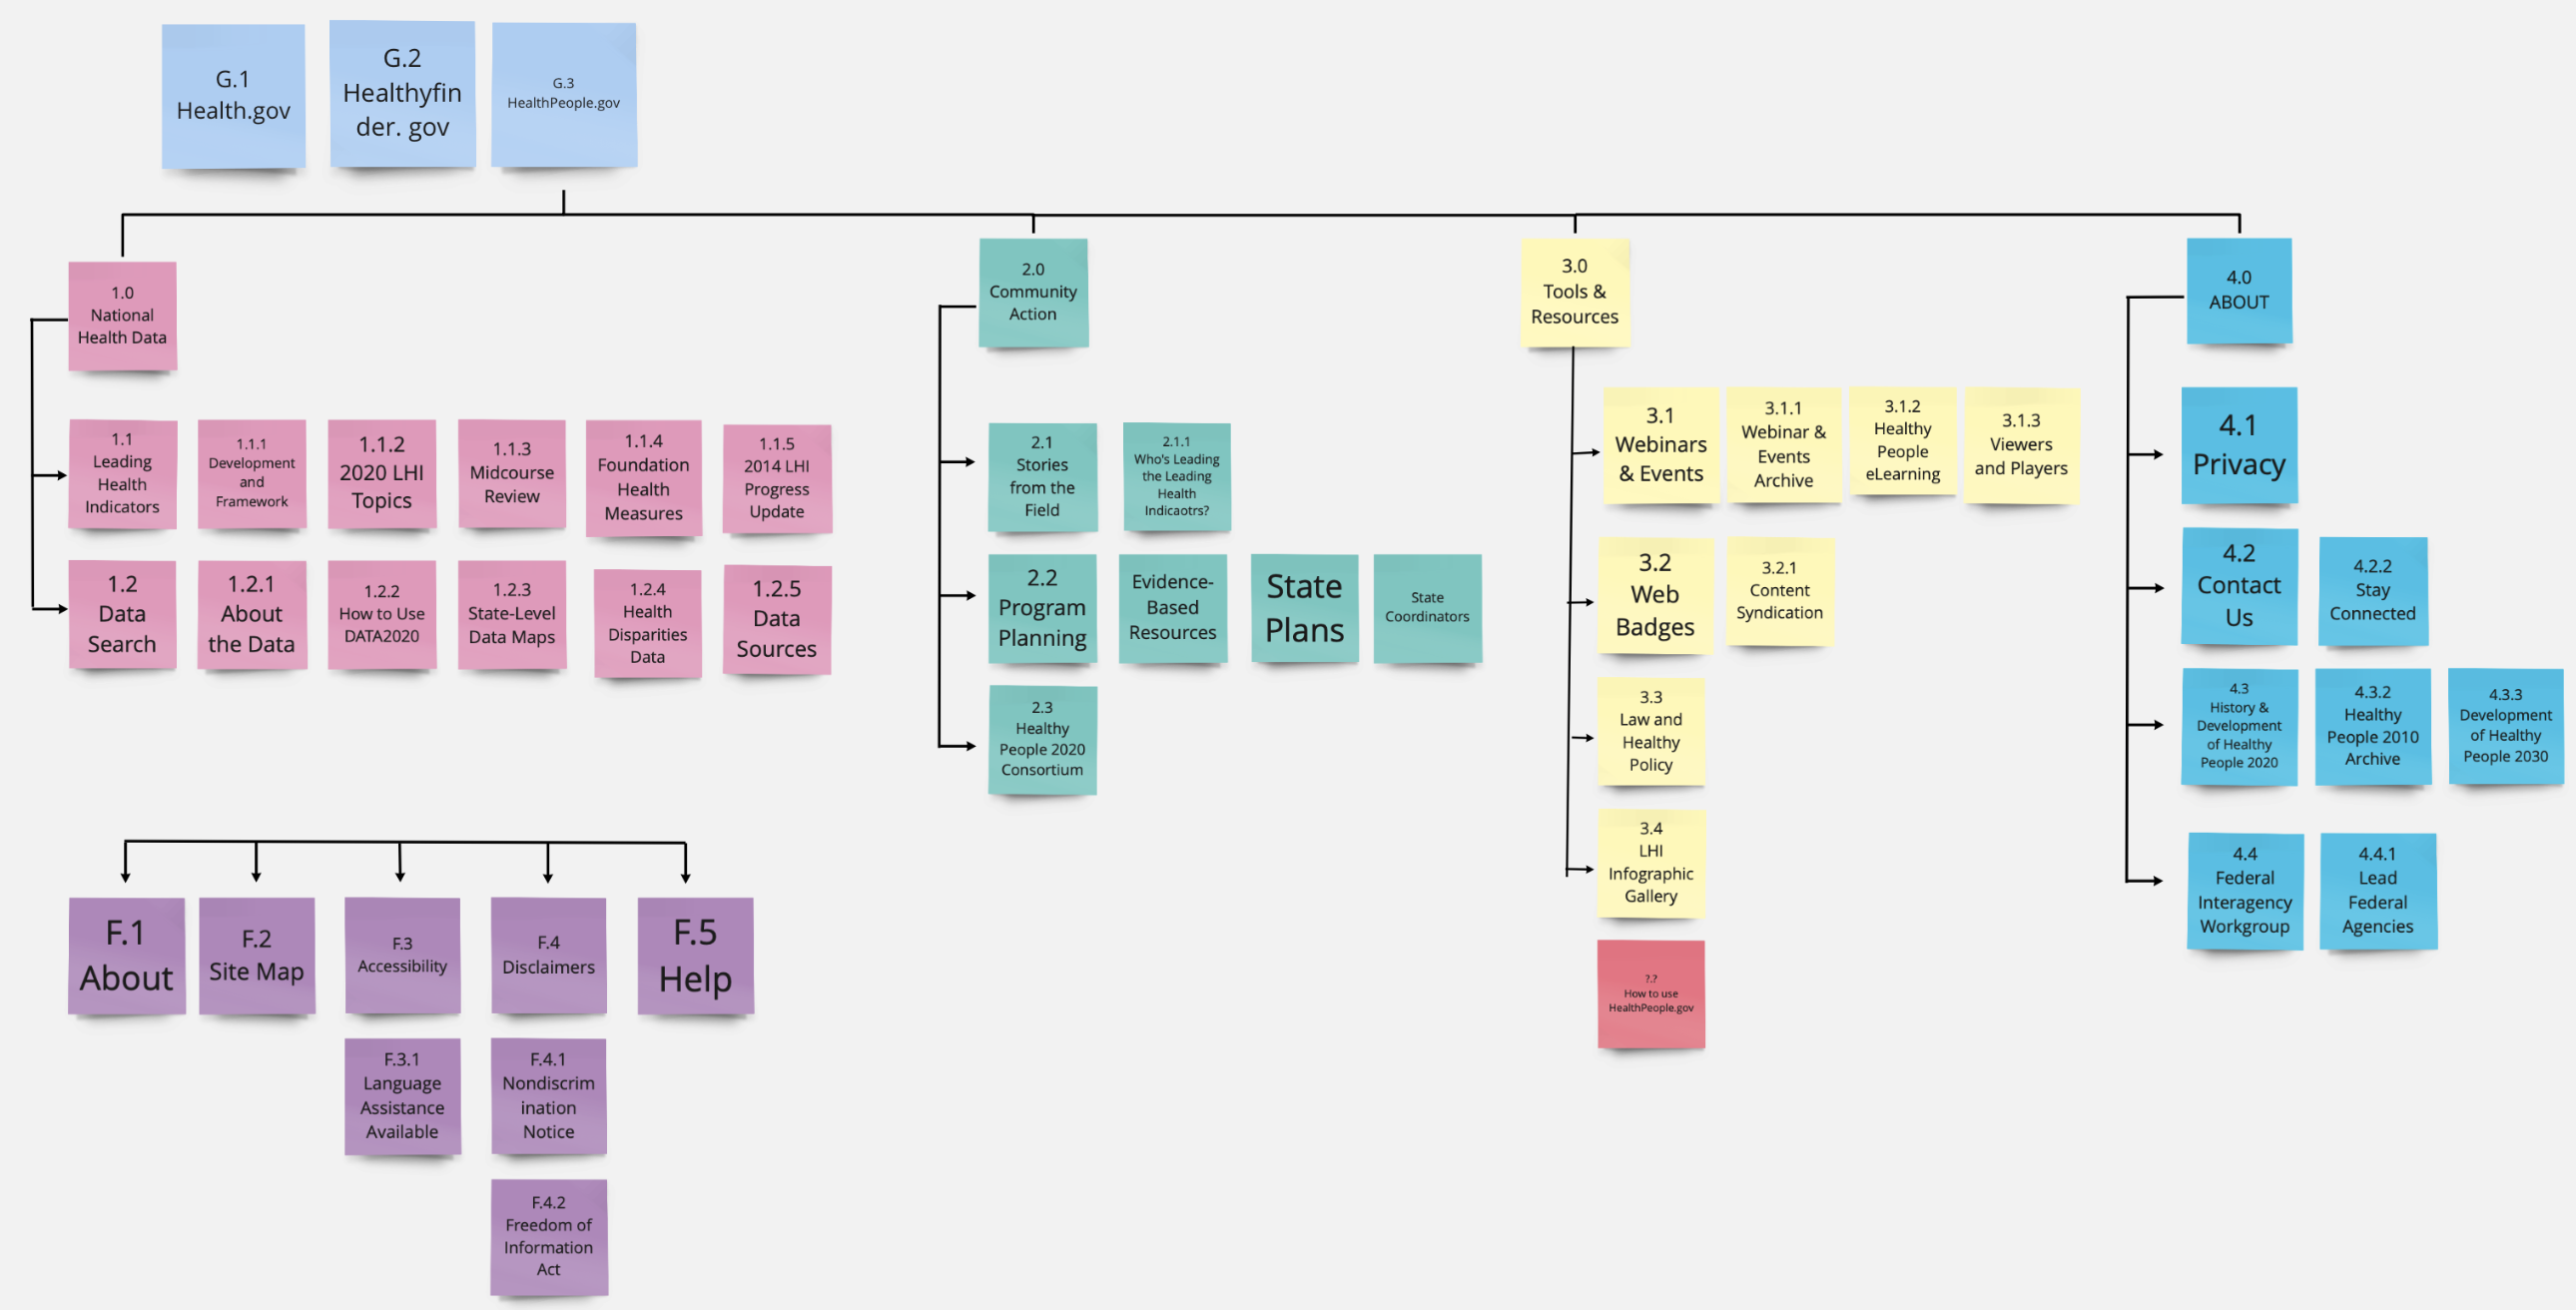 G.1
Health.gov
G.2
Healthyfin
der. gov
G.3
HealthPeople.gov
1.0
National
Health Data
2.0
Community
Action
3.0
Tools &
Resources
4.0
ABOUT
1.1
Leading
Health
Indicators
1.1.1
Development
and
Framework
1.1.2
2020 LHI
Topics
1.1.3
Midcourse
Review
1.1.4
Foundation
Health
Measures
1.1.5
2014 LHI
Progress
Update
1.2
Data
Search
1.2.1
About
the Data
1.2.2
How to Use
DATA2020
1.2.3
State-Level
Data Maps
1.2.4
Health
Disparities
Data
1.2.5
Data
Sources
2.1
Stories
from the
Field
2.1.1
Who's Leading
the Leading
Health
Indicaotrs?
2.2
Program
Planning
Evidence-
Based
Resources
State
Plans
State
Coordinators
2.3
Healthy
People 2020
Consortium
3.1
Webinars
& Events
3.1.1
Webinar &
Events
Archive
3.1.2
Healthy
People
eLearning
3.1.3
Viewers
and Players
3.2
Web
Badges
3.2.1
Content
Syndication
3.3
Law and
Healthy
Policy
3.4
LHI
Infographic
Gallery
?.?
How to use
HealthPeople.gov
4.1
Privacy
4.2
Contact
Us
4.2.2
Stay
Connected
4.3
History &
Development
of Healthy
People 2020
4.3.2
Healthy
People 2010
Archive
4.3.3
Development
of Healthy
People 2030
4.4
Federal
Interagency
Workgroup
4.4.1
Lead
Federal
Agencies
F.1
About
F.2
Site Map
F.3
Accessibility
F.4
Disclaimers
F.5
Help
F.3.1
Language
Assistance
Available
F.4.1
Nondiscrim
ination
Notice
F.4.2
Freedom of
Information
Act